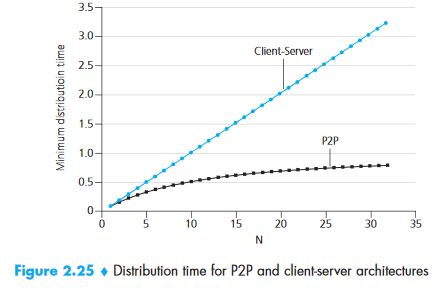 3.5
3.0
2.5
2.0
1.5
1.0
0.5
0
Minimum distributioin tiime
Client-Server
P2P
0 5 10 15 20 25 30 35
N
Figure 2.25 ♦ Distribution time for P2P and client-server architectures